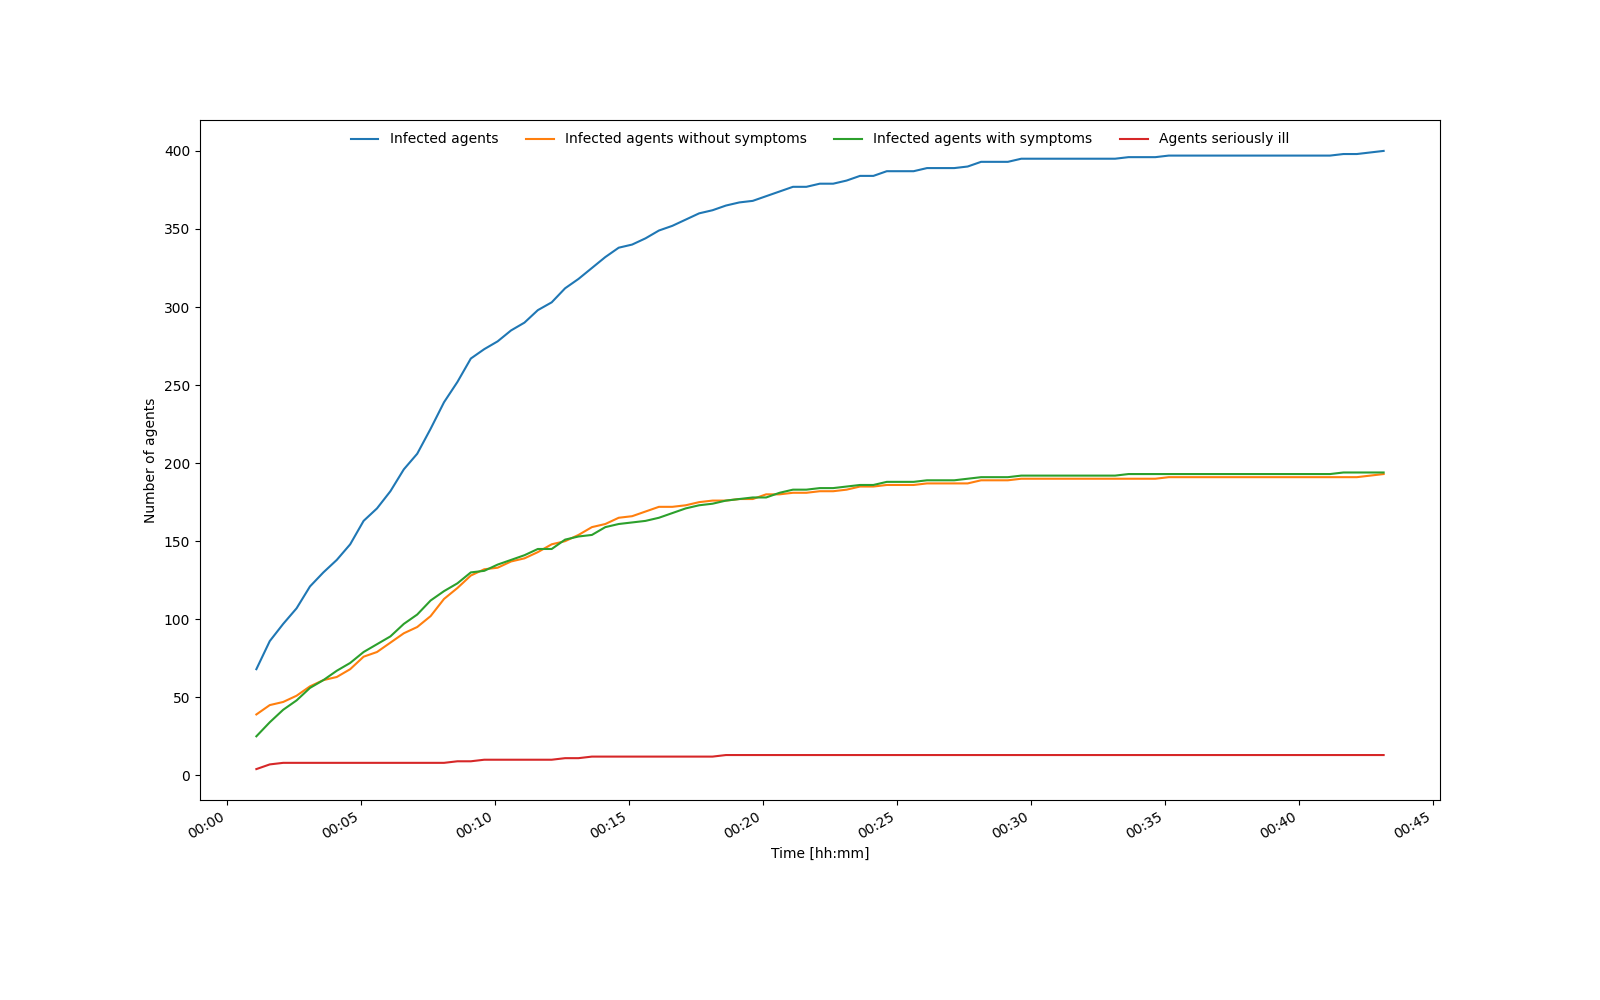 Infected agents Infected agents without symptoms Infected agents with symptoms Agents seriously ill
400
350
300
250
200
150
100
50
0
Number of agents
00:00 00:05 00:10 00:15 00:20 00:25 00:30 00:35 00:40 00:45
Time [hh:mm]